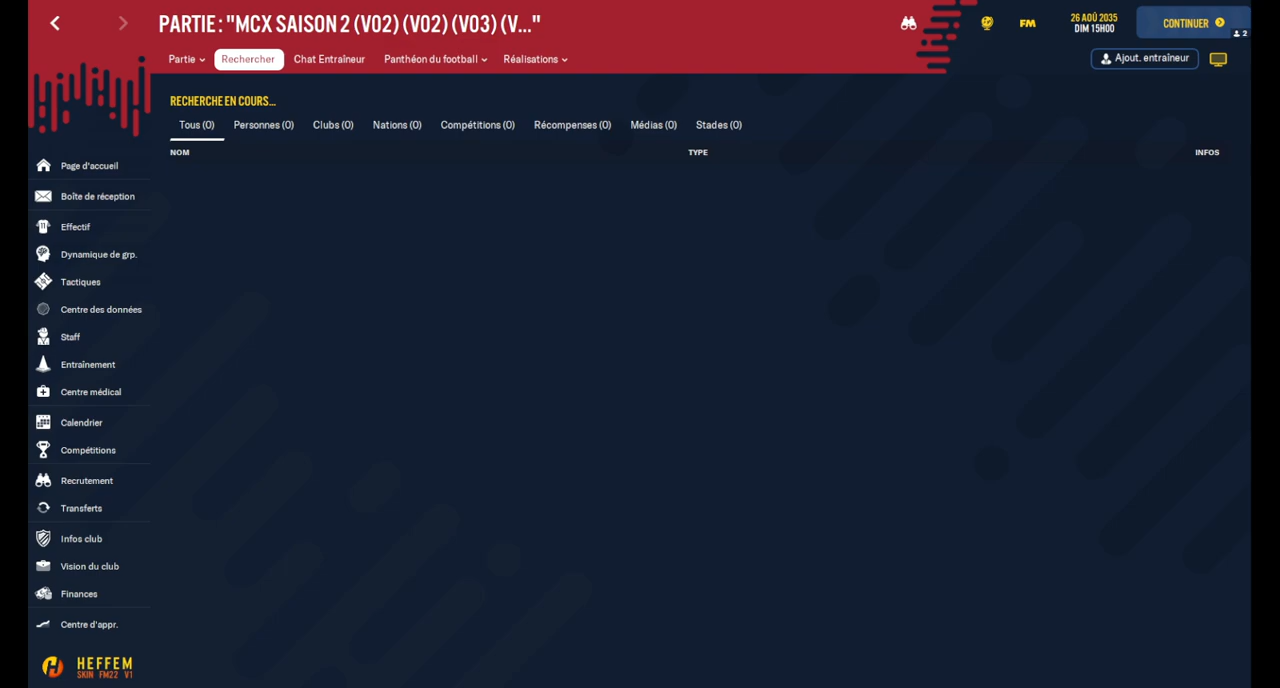 PARTIE : "MCX SAISON 2 (V02) (V02) (V03) (V..."
FM
26 AOÛ 2035
DIM 15H00
CONTINUER
2
Partie
Rechercher
Chat Entraîneur
Panthéon du football
Réalisations
Ajout. entraîneur
RECHERCHE EN COURS...
Tous (0)
Personnes (0)
Clubs (0)
Nations (0)
Compétitions (0)
Récompenses (0)
Médias (0)
Stades (0)
NOM
TYPE
INFOS
Page d'accueil
Boîte de réception
Effectif
Dynamique de grp.
Tactiques
Centre des données
Staff
Entraînement
Centre médical
Calendrier
Compétitions
Recrutement
Transferts
Infos club
Vision du club
Finances
Centre d'appr.
HEFFEM
SKIN FM22 V1